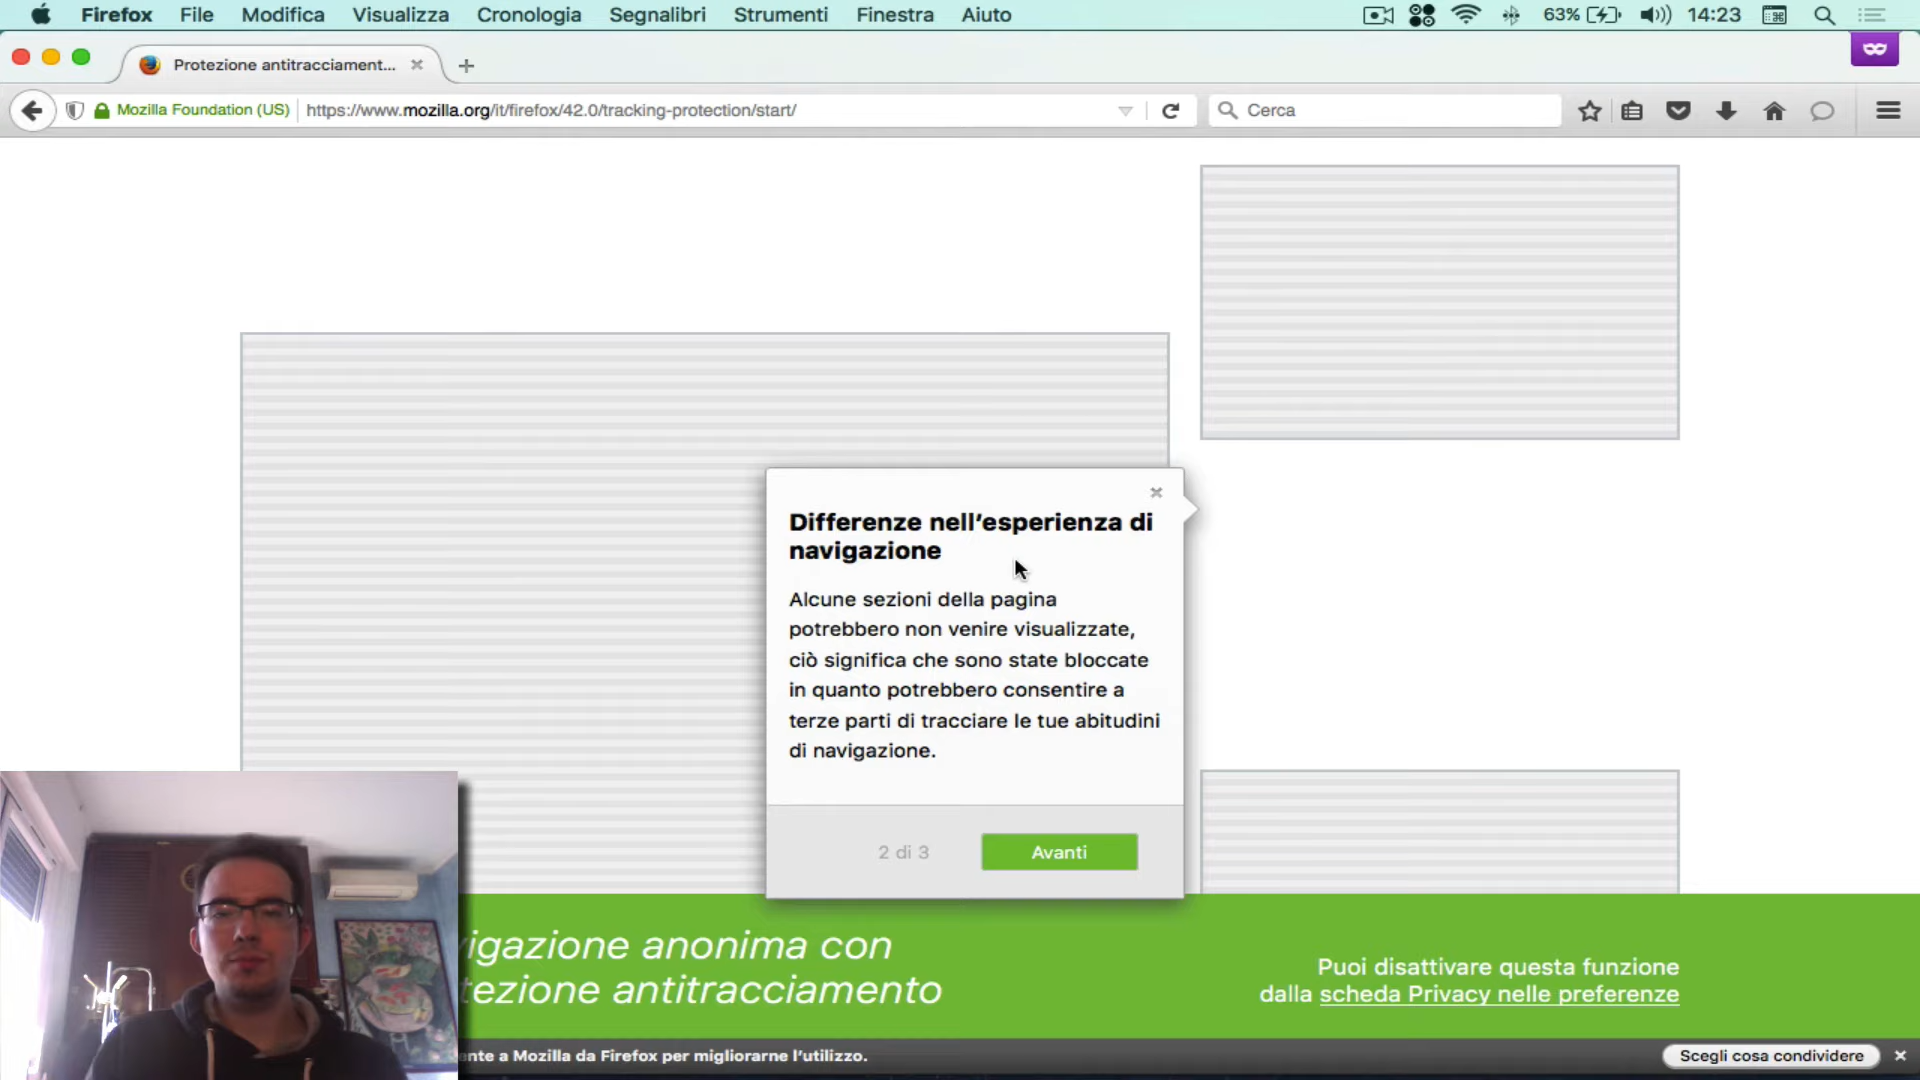 Firefox File Modifica Visualizza Cronologia Segnalibri Strumenti Finestra Aiuto 63% 14:23
Protezione antitracciament...
Mozilla Foundation (US) https://www.mozilla.org/it/firefox/42.0/tracking-protection/start/ Cerca
Differenze nell'esperienza di
navigazione
Alcune sezioni della pagina
potrebbero non venire visualizzate,
ciò significa che sono state bloccate
in quanto potrebbero consentire a
terze parti di tracciare le tue abitudini
di navigazione.
2 di 3 Avanti
vigazione anonima con
tezione antitracciamento
Puoi disattivare questa funzione
dalla scheda Privacy nelle preferenze
ante a Mozilla da Firefox per migliorarne l'utilizzo.
Scegli cosa condividere